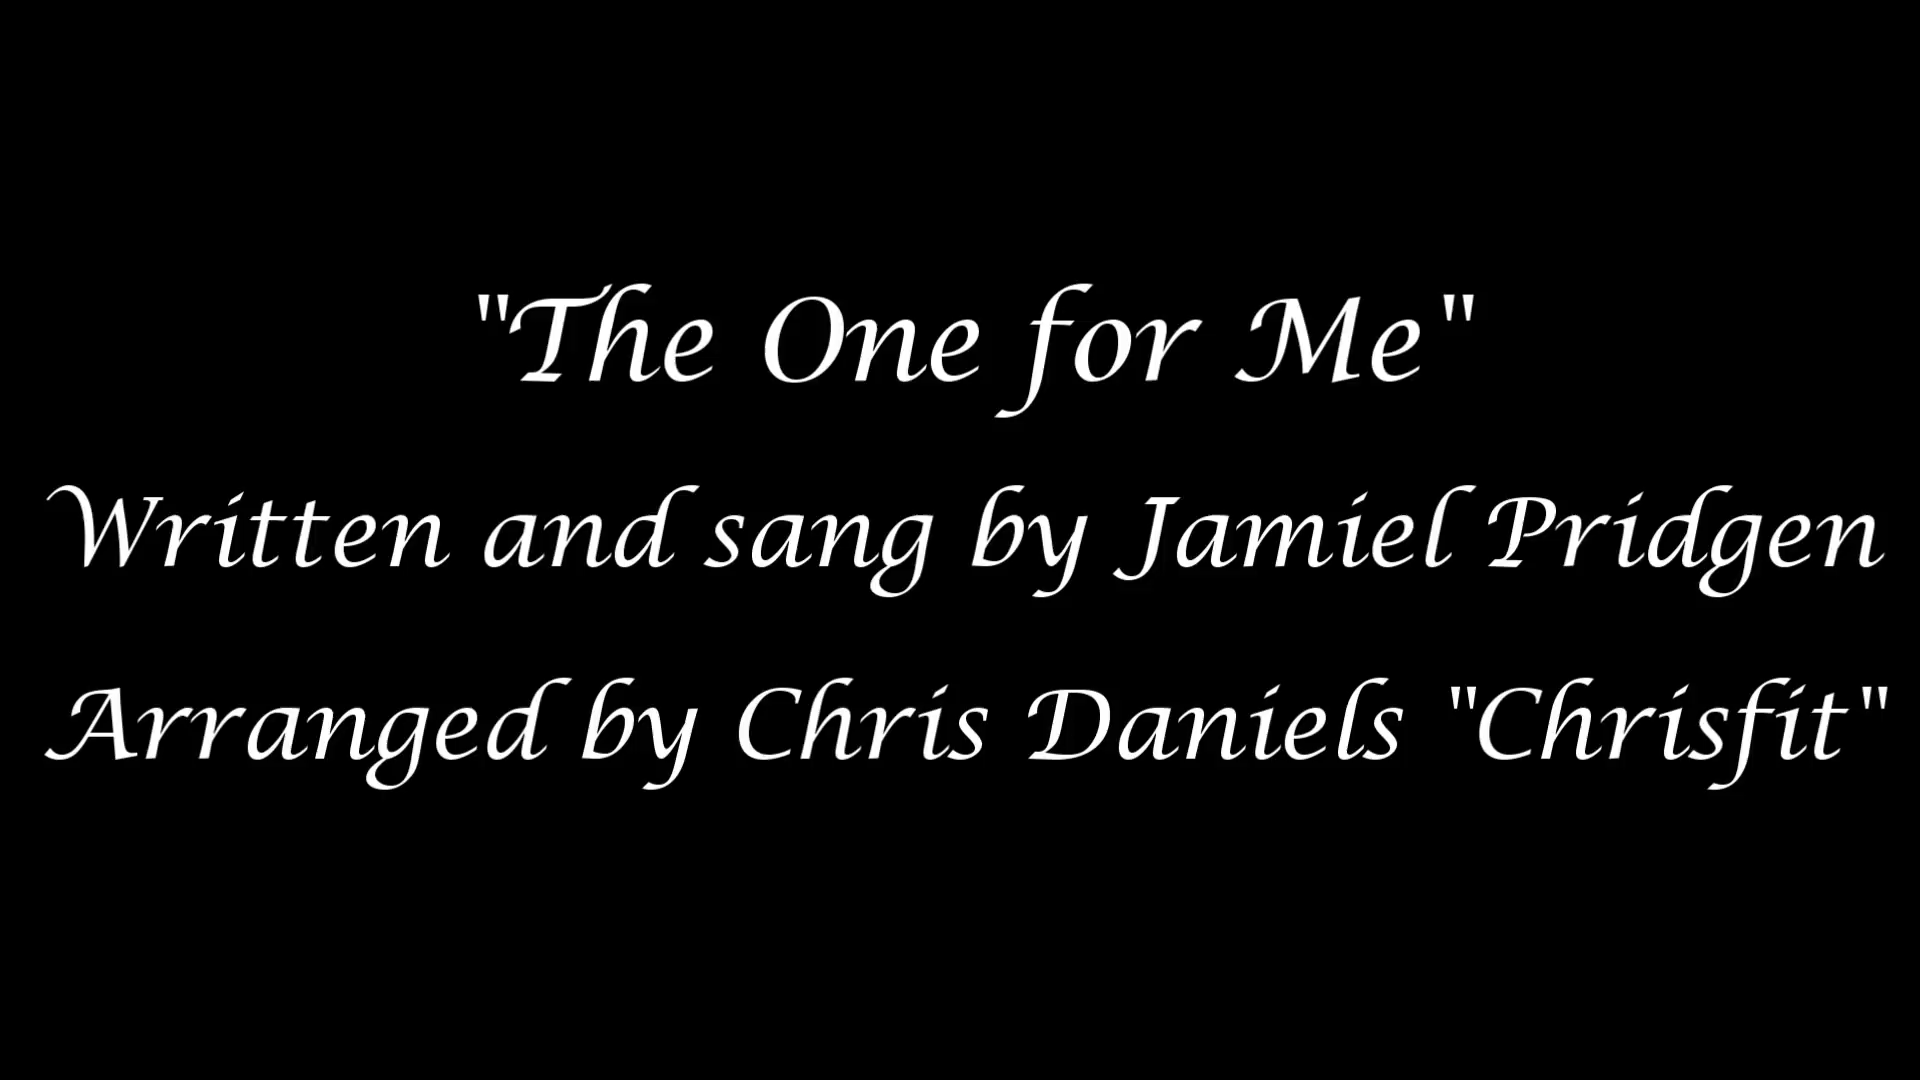 "The One for Me"
Written and sang by Jamiel Pridgen
Arranged by Chris Daniels "Chrisfit"